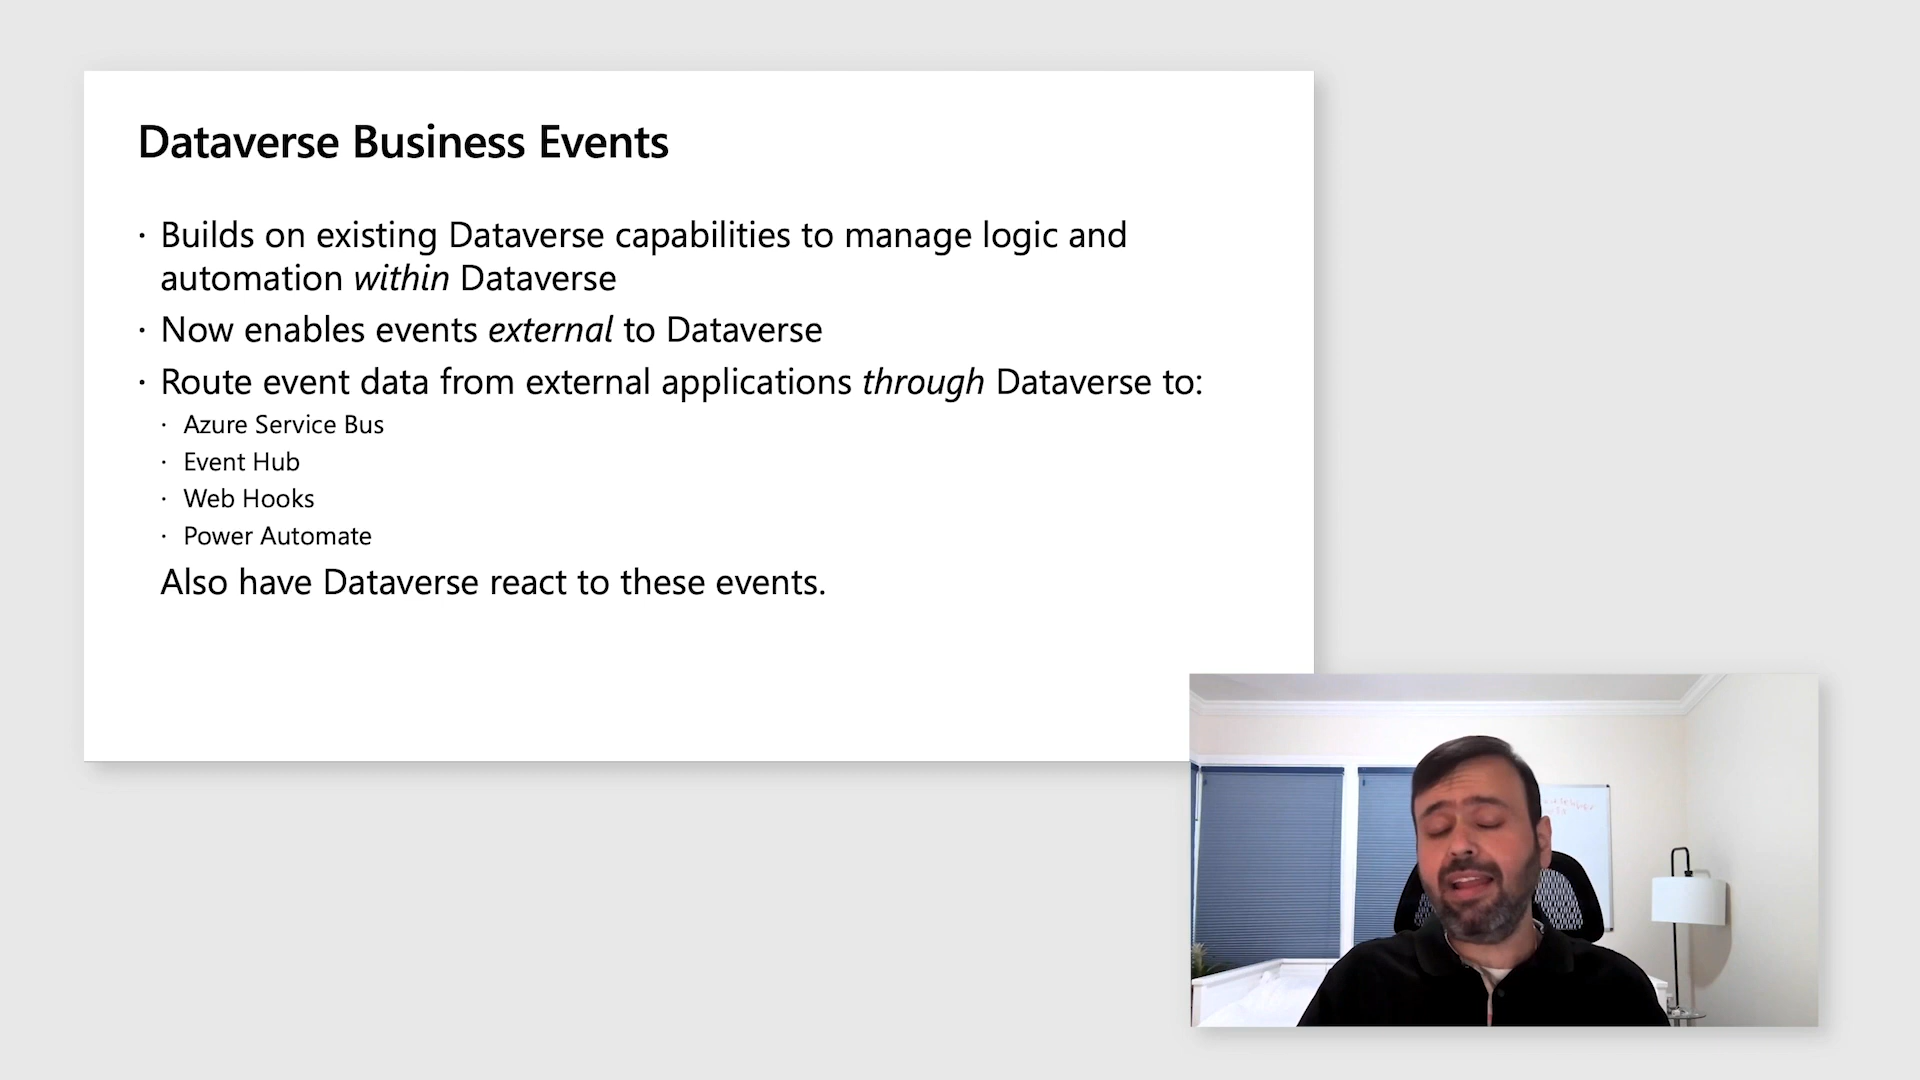 Dataverse Business Events
· Builds on existing Dataverse capabilities to manage logic and
automation within Dataverse
· Now enables events external to Dataverse
· Route event data from external applications through Dataverse to:
· Azure Service Bus
· Event Hub
· Web Hooks
· Power Automate
Also have Dataverse react to these events.